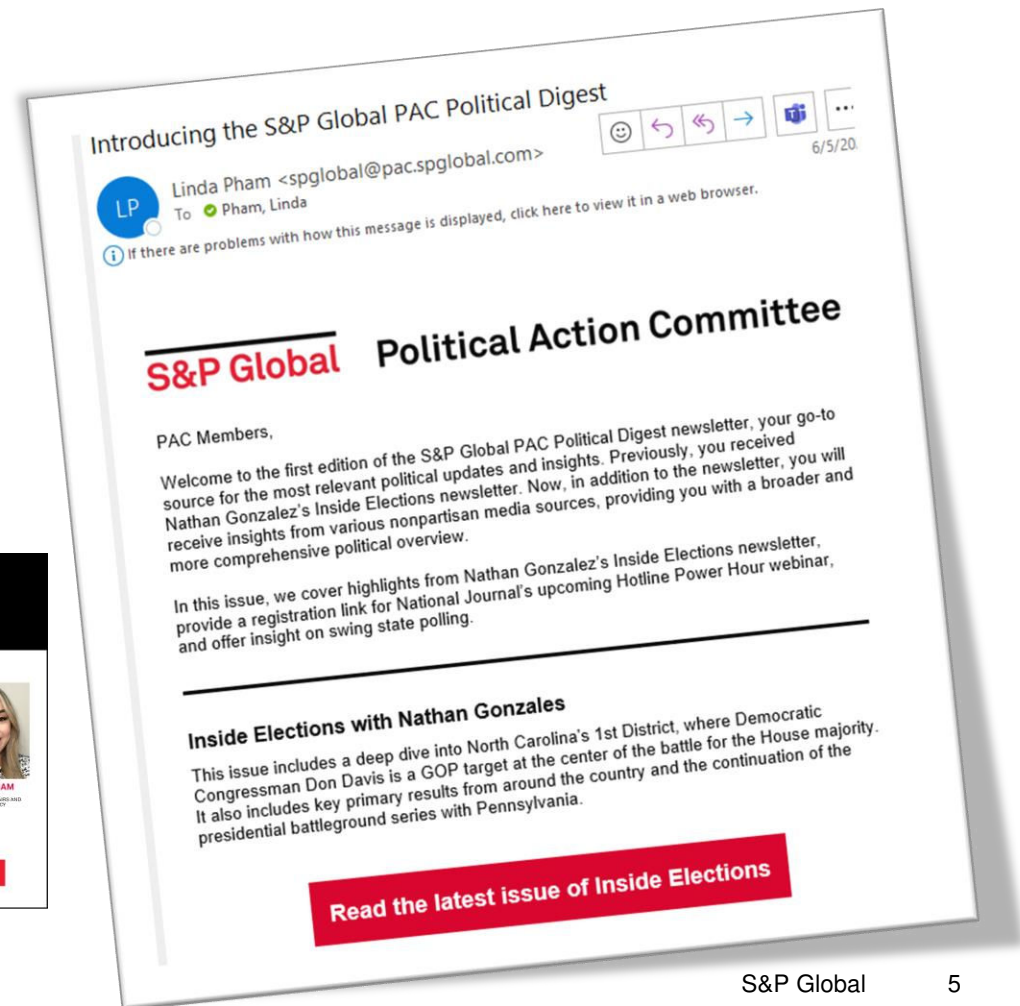 Introducing the S&P Global PAC Political Digest
LP
Linda Pham <spglobal@pac.spglobal.com>
To Pham, Linda
6/5/20
If there are problems with how this message is displayed, click here to view it in a web browser.
S&P Global Political Action Committee
PAC Members,
Welcome to the first edition of the S&P Global PAC Political Digest newsletter, your go-to
source for the most relevant political updates and insights. Previously, you received
Nathan Gonzalez's Inside Elections newsletter. Now, in addition to the newsletter, you will
receive insights from various nonpartisan media sources, providing you with a broader and
more comprehensive political overview.
In this issue, we cover highlights from Nathan Gonzalez's Inside Elections newsletter,
provide a registration link for National Journal's upcoming Hotline Power Hour webinar,
and offer insight on swing state polling.
Inside Elections with Nathan Gonzales
This issue includes a deep dive into North Carolina's 1st District, where Democratic
Congressman Don Davis is a GOP target at the center of the battle for the House majority.
It also includes key primary results from around the country and the continuation of the
presidential battleground series with Pennsylvania.
Read the latest issue of Inside Elections
AM
S&P Global 5